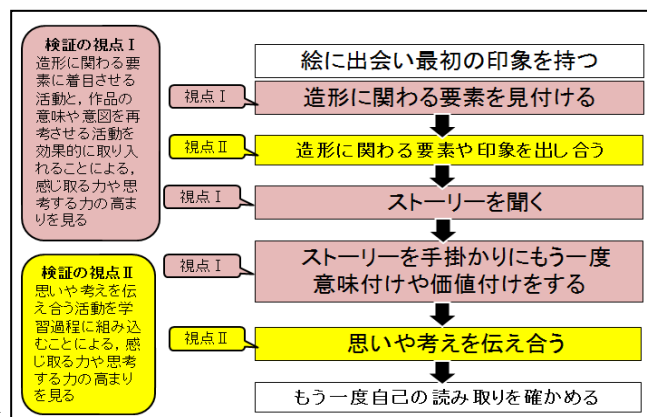 検証の視点Ⅰ
造形に関わる要
素に着目させる
活動と,作品の
意味や意図を再
考させる活動を
効果的に取り入
れることによる,
感じ取る力や思
考する力の高ま
りを見る
検証の視点Ⅱ
思いや考えを伝
え合う活動を学
習過程に組み込
むことによる,感
じ取る力や思考
する力の高まり
を見る
絵に出会い最初の印象を持つ
視点Ⅰ
造形に関わる要素を見付ける
視点Ⅱ
造形に関わる要素や印象を出し合う
視点Ⅰ
ストーリーを聞く
視点Ⅰ
ストーリーを手掛かりにもう一度
意味付けや価値付けをする
視点Ⅱ
思いや考えを伝え合う
もう一度自己の読み取りを確かめる